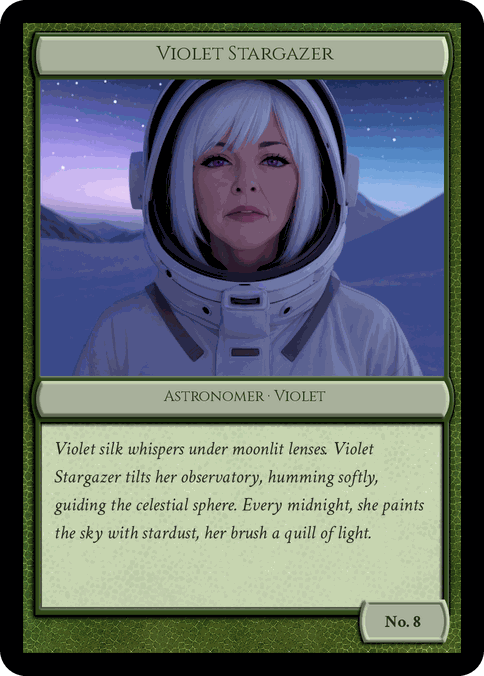 Violet Stargazer
Astronomer · Violet
Violet silk whispers under moonlit lenses. Violet
Stargazer tilts her observatory, humming softly,
guiding the celestial sphere. Every midnight, she paints
the sky with stardust, her brush a quill of light.
No. 8